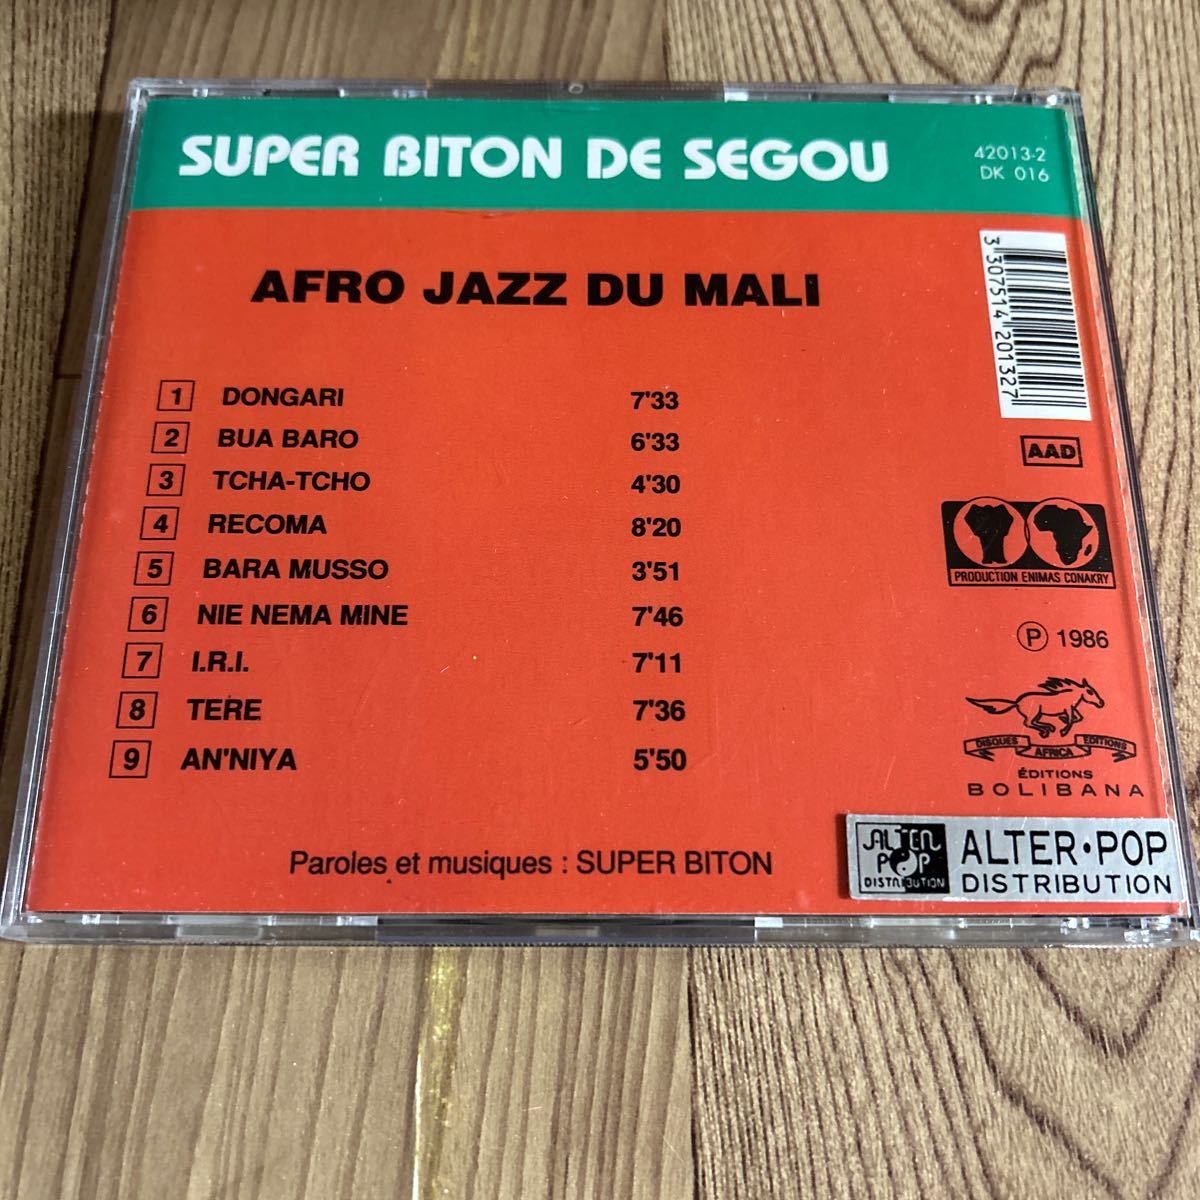 SUPER BITON DE SEGOU
42013-2
DK 016
AFRO JAZZ DU MALI
3 307514 201327
1 DONGARI 7'33
2 BUA BARO 6'33
3 TCHA-TCHO 4'30
4 RECOMA 8'20
5 BARA MUSSO 3'51
6 NIE NEMA MINE 7'46
7 I.R.I. 7'11
8 TERE 7'36
9 AN'NIYA 5'50
AAD
PRODUCTION ENIMAS CONAKRY
Ⓟ 1986
DISQUES AFRICA EDITIONS
ÉDITIONS
BOLIBANA
Paroles et musiques : SUPER BITON
ALTER POP
DISTRIBUTION
ALTER•POP
DISTRIBUTION